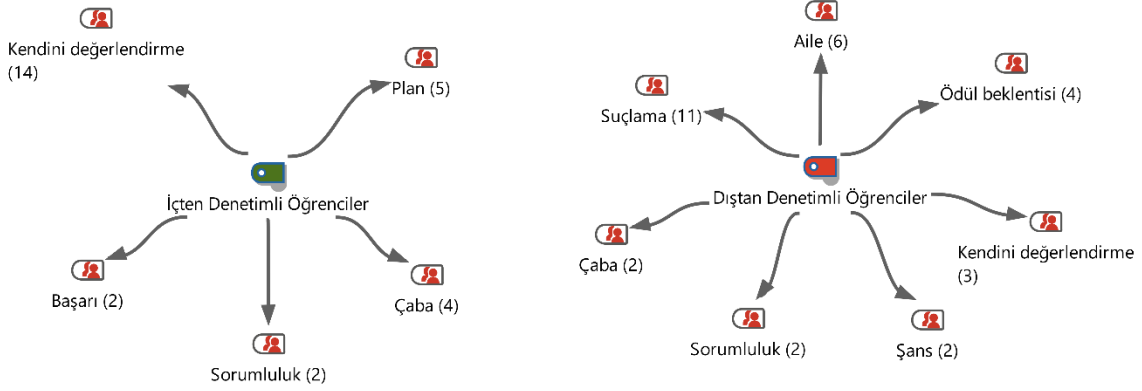 Kendini değerlendirme
(14)
Plan (5)
İçten Denetimli Öğrenciler
Başarı (2)
Çaba (4)
Sorumluluk (2)
Aile (6)
Ödül beklentisi (4)
Suçlama (11)
Dıştan Denetimli Öğrenciler
Çaba (2)
Kendini değerlendirme
(3)
Sorumluluk (2)
Şans (2)